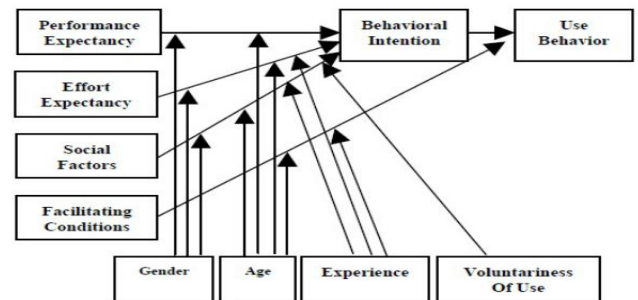 Performance
Expectancy
Behavioral
Intention
Use
Behavior
Effort
Expectancy
Social
Factors
Facilitating
Conditions
Gender
Age
Experience
Voluntariness
Of Use